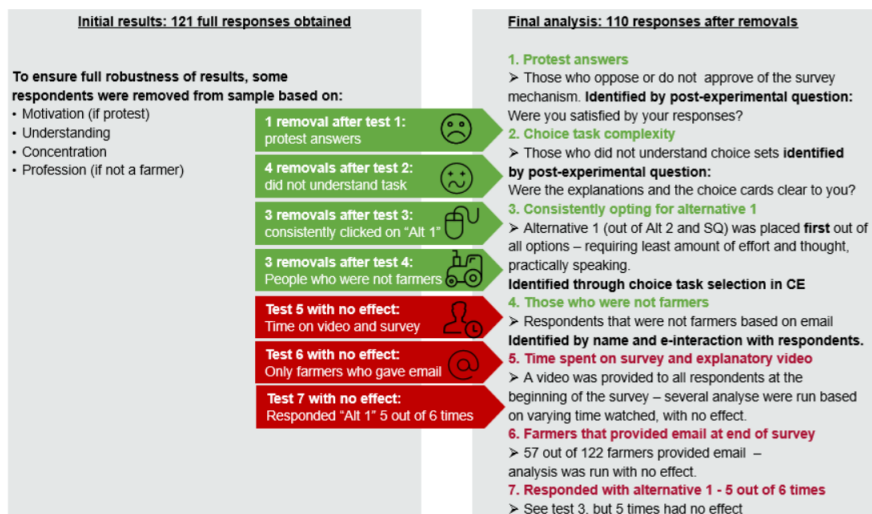 Initial results: 121 full responses obtained
To ensure full robustness of results, some
respondents were removed from sample based on:
• Motivation (if protest)
• Understanding
• Concentration
• Profession (if not a farmer)
1 removal after test 1:
protest answers
4 removals after test 2:
did not understand task
3 removals after test 3:
consistently clicked on "Alt 1"
3 removals after test 4:
People who were not farmers
Test 5 with no effect:
Time on video and survey
Test 6 with no effect:
Only farmers who gave email
@
Test 7 with no effect:
Responded "Alt 1" 5 out of 6 times
Final analysis: 110 responses after removals
1. Protest answers
➢ Those who oppose or do not approve of the survey
mechanism. Identified by post-experimental question:
Were you satisfied by your responses?
2. Choice task complexity
➢ Those who did not understand choice sets identified
by post-experimental question:
Were the explanations and the choice cards clear to you?
3. Consistently opting for alternative 1
➢ Alternative 1 (out of Alt 2 and SQ) was placed first out of
all options – requiring least amount of effort and thought,
practically speaking.
Identified through choice task selection in CE
4. Those who were not farmers
➢ Respondents that were not farmers based on email
Identified by name and e-interaction with respondents.
5. Time spent on survey and explanatory video
➢ A video was provided to all respondents at the
beginning of the survey – several analyse were run based
on varying time watched, with no effect.
6. Farmers that provided email at end of survey
➢ 57 out of 122 farmers provided email –
analysis was run with no effect.
7. Responded with alternative 1 - 5 out of 6 times
➢ See test 3, but 5 times had no effect